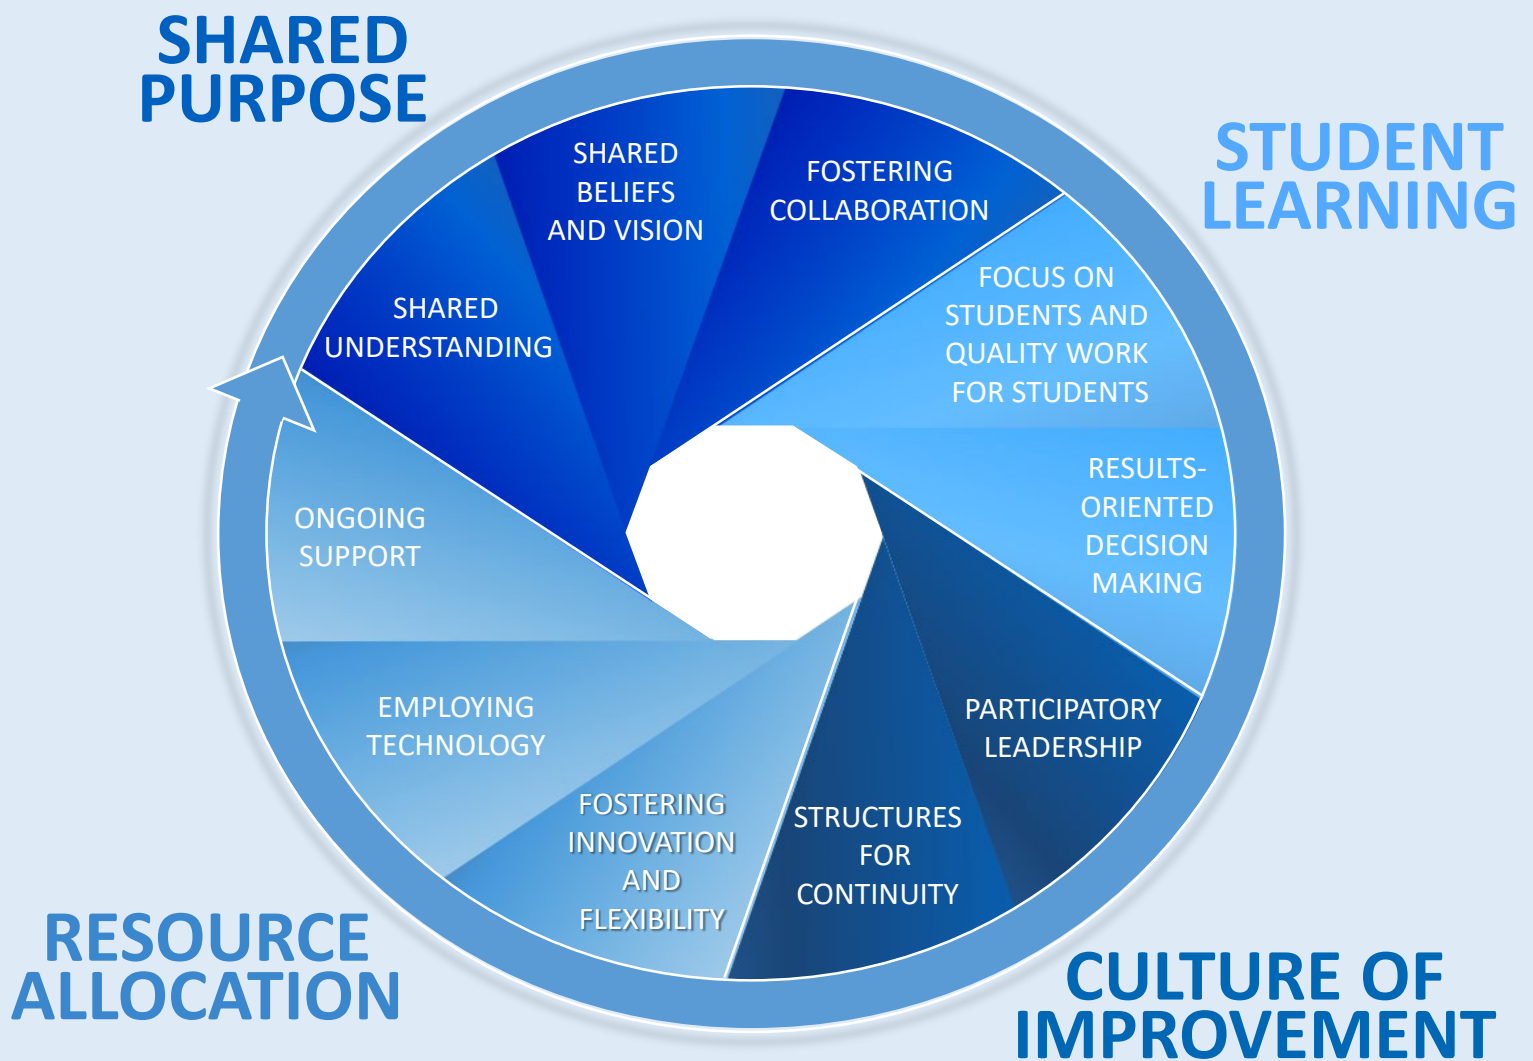 SHARED
PURPOSE
STUDENT
LEARNING
SHARED
BELIEFS
AND VISION
FOSTERING
COLLABORATION
SHARED
UNDERSTANDING
FOCUS ON
STUDENTS AND
QUALITY WORK
FOR STUDENTS
RESULTS-
ORIENTED
DECISION
MAKING
ONGOING
SUPPORT
EMPLOYING
TECHNOLOGY
PARTICIPATORY
LEADERSHIP
FOSTERING
INNOVATION
AND
FLEXIBILITY
STRUCTURES
FOR
CONTINUITY
RESOURCE
ALLOCATION
CULTURE OF
IMPROVEMENT